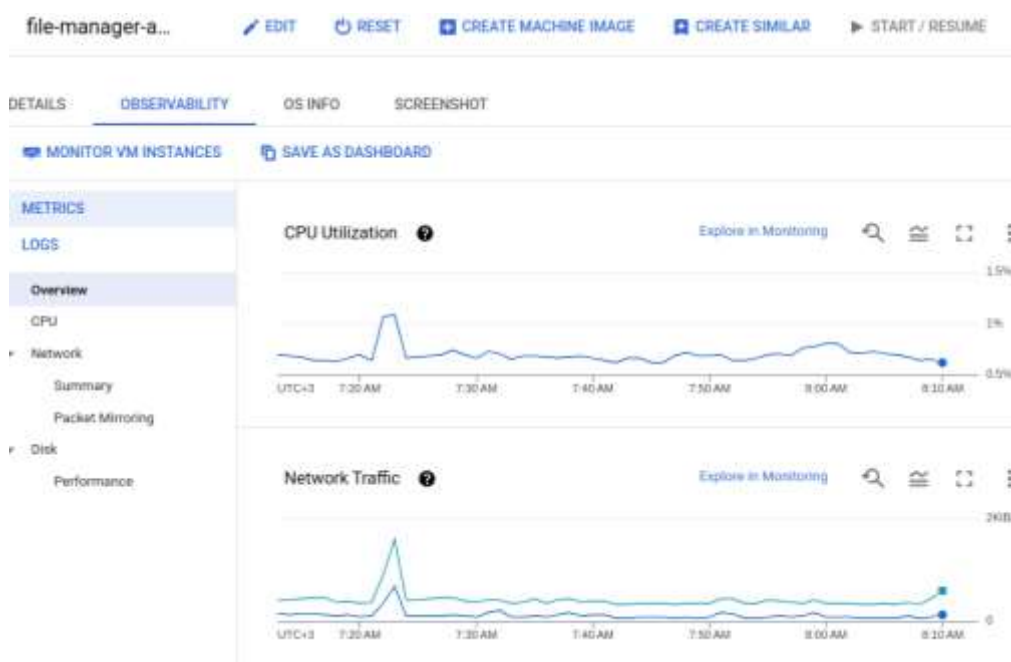 file-manager-a... EDIT RESET CREATE MACHINE IMAGE CREATE SIMILAR START / RESUME
DETAILS OBSERVABILITY OS INFO SCREENSHOT
MONITOR VM INSTANCES SAVE AS DASHBOARD
METRICS
LOGS
Overview
CPU
Network
Summary
Packet Mirroring
Disk
Performance
CPU Utilization Explore in Monitoring
1.5%
1%
0.5%
UTC+3 7:20 AM 7:30 AM 7:40 AM 7:50 AM 8:00 AM 8:10 AM
Network Traffic Explore in Monitoring
2KiB
0
UTC+3 7:20 AM 7:30 AM 7:40 AM 7:50 AM 8:00 AM 8:10 AM